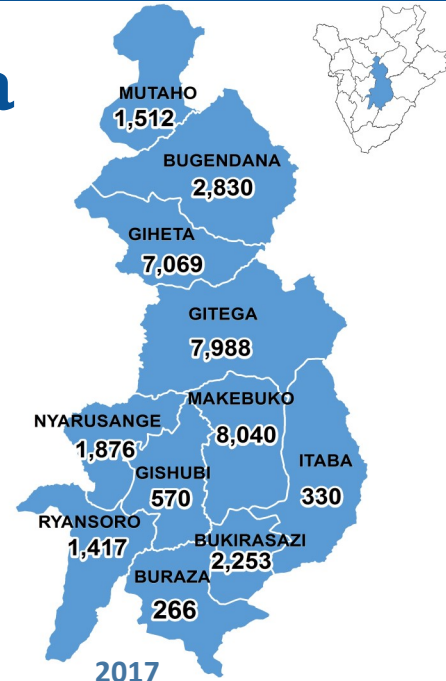 a
MUTAHO
1,512
BUGENDANA
2,830
GIHETA
7,069
GITEGA
7,988
MAKEBUKO
8,040
NYARUSANGE
1,876
GISHUBI
570
ITABA
330
RYANSORO
1,417
BUKIRASAZI
2,253
BURAZA
266
2017